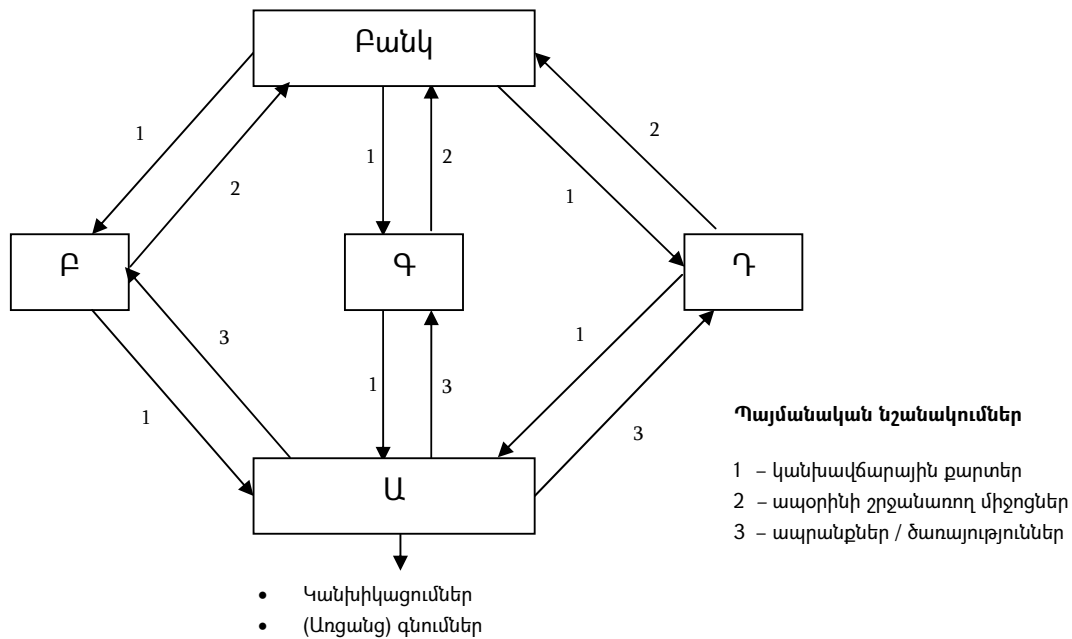 Բանկ
1
2
1
2
1
2
Բ
Գ
Դ
1
3
1
3
1
3
Ա
Պայմանական նշանակումներ
1 – կանխավճարային քարտեր
2 – ապօրինի շրջանառող միջոցներ
3 – ապրանքներ / ծառայություններ
• Կանխիկացումներ
• (Առցանց) գնումներ